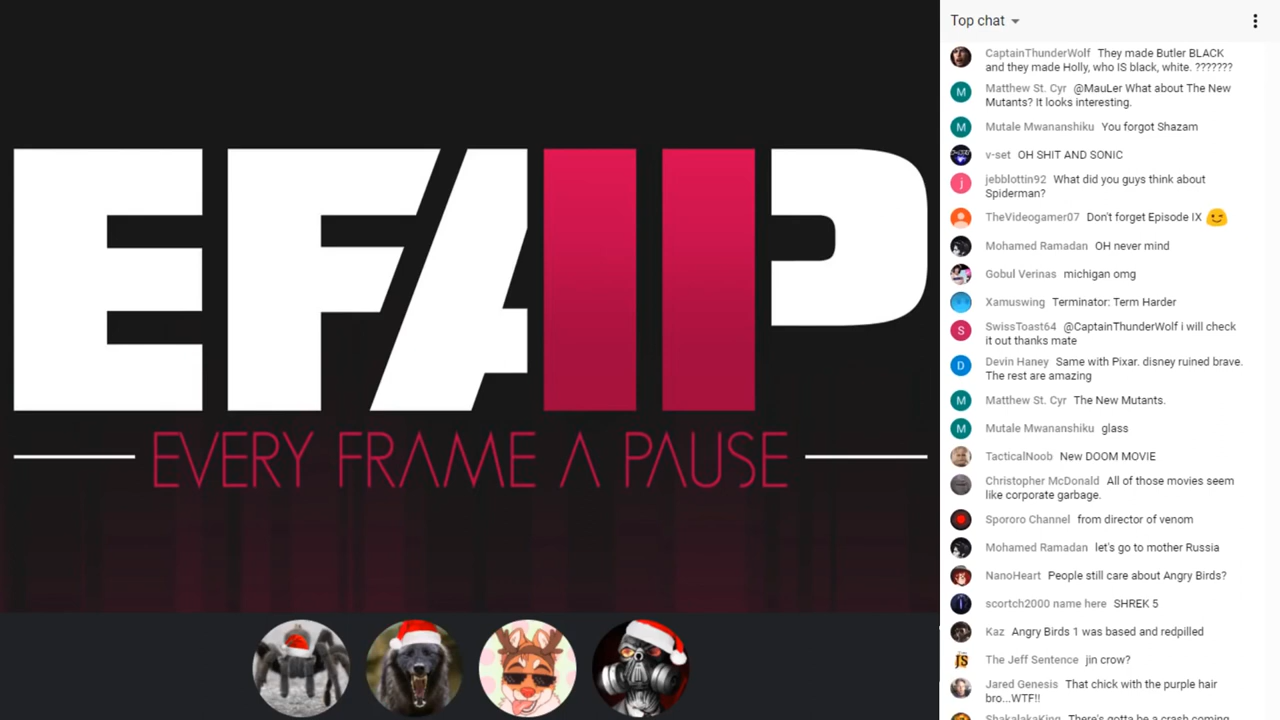 EFAP
EVERY FRAME A PAUSE
Top chat
CaptainThunderWolf They made Butler BLACK
and they made Holly, who IS black, white. ???????
M
Matthew St. Cyr @MauLer What about The New
Mutants? It looks interesting.
M
Mutale Mwananshiku You forgot Shazam
v-set OH SHIT AND SONIC
j
jebblottin92 What did you guys think about
Spiderman?
TheVideogamer07 Don't forget Episode IX 😉
Mohamed Ramadan OH never mind
Gobul Verinas michigan omg
Xamuswing Terminator: Term Harder
S
SwissToast64 @CaptainThunderWolf i will check
it out thanks mate
D
Devin Haney Same with Pixar. disney ruined brave.
The rest are amazing
M
Matthew St. Cyr The New Mutants.
M
Mutale Mwananshiku glass
TacticalNoob New DOOM MOVIE
Christopher McDonald All of those movies seem
like corporate garbage.
Spororo Channel from director of venom
Mohamed Ramadan let's go to mother Russia
NanoHeart People still care about Angry Birds?
scortch2000 name here SHREK 5
Kaz Angry Birds 1 was based and redpilled
JS
The Jeff Sentence jin crow?
Jared Genesis That chick with the purple hair
bro...WTF!!
ShakalakaKing There's gotta be a crash coming